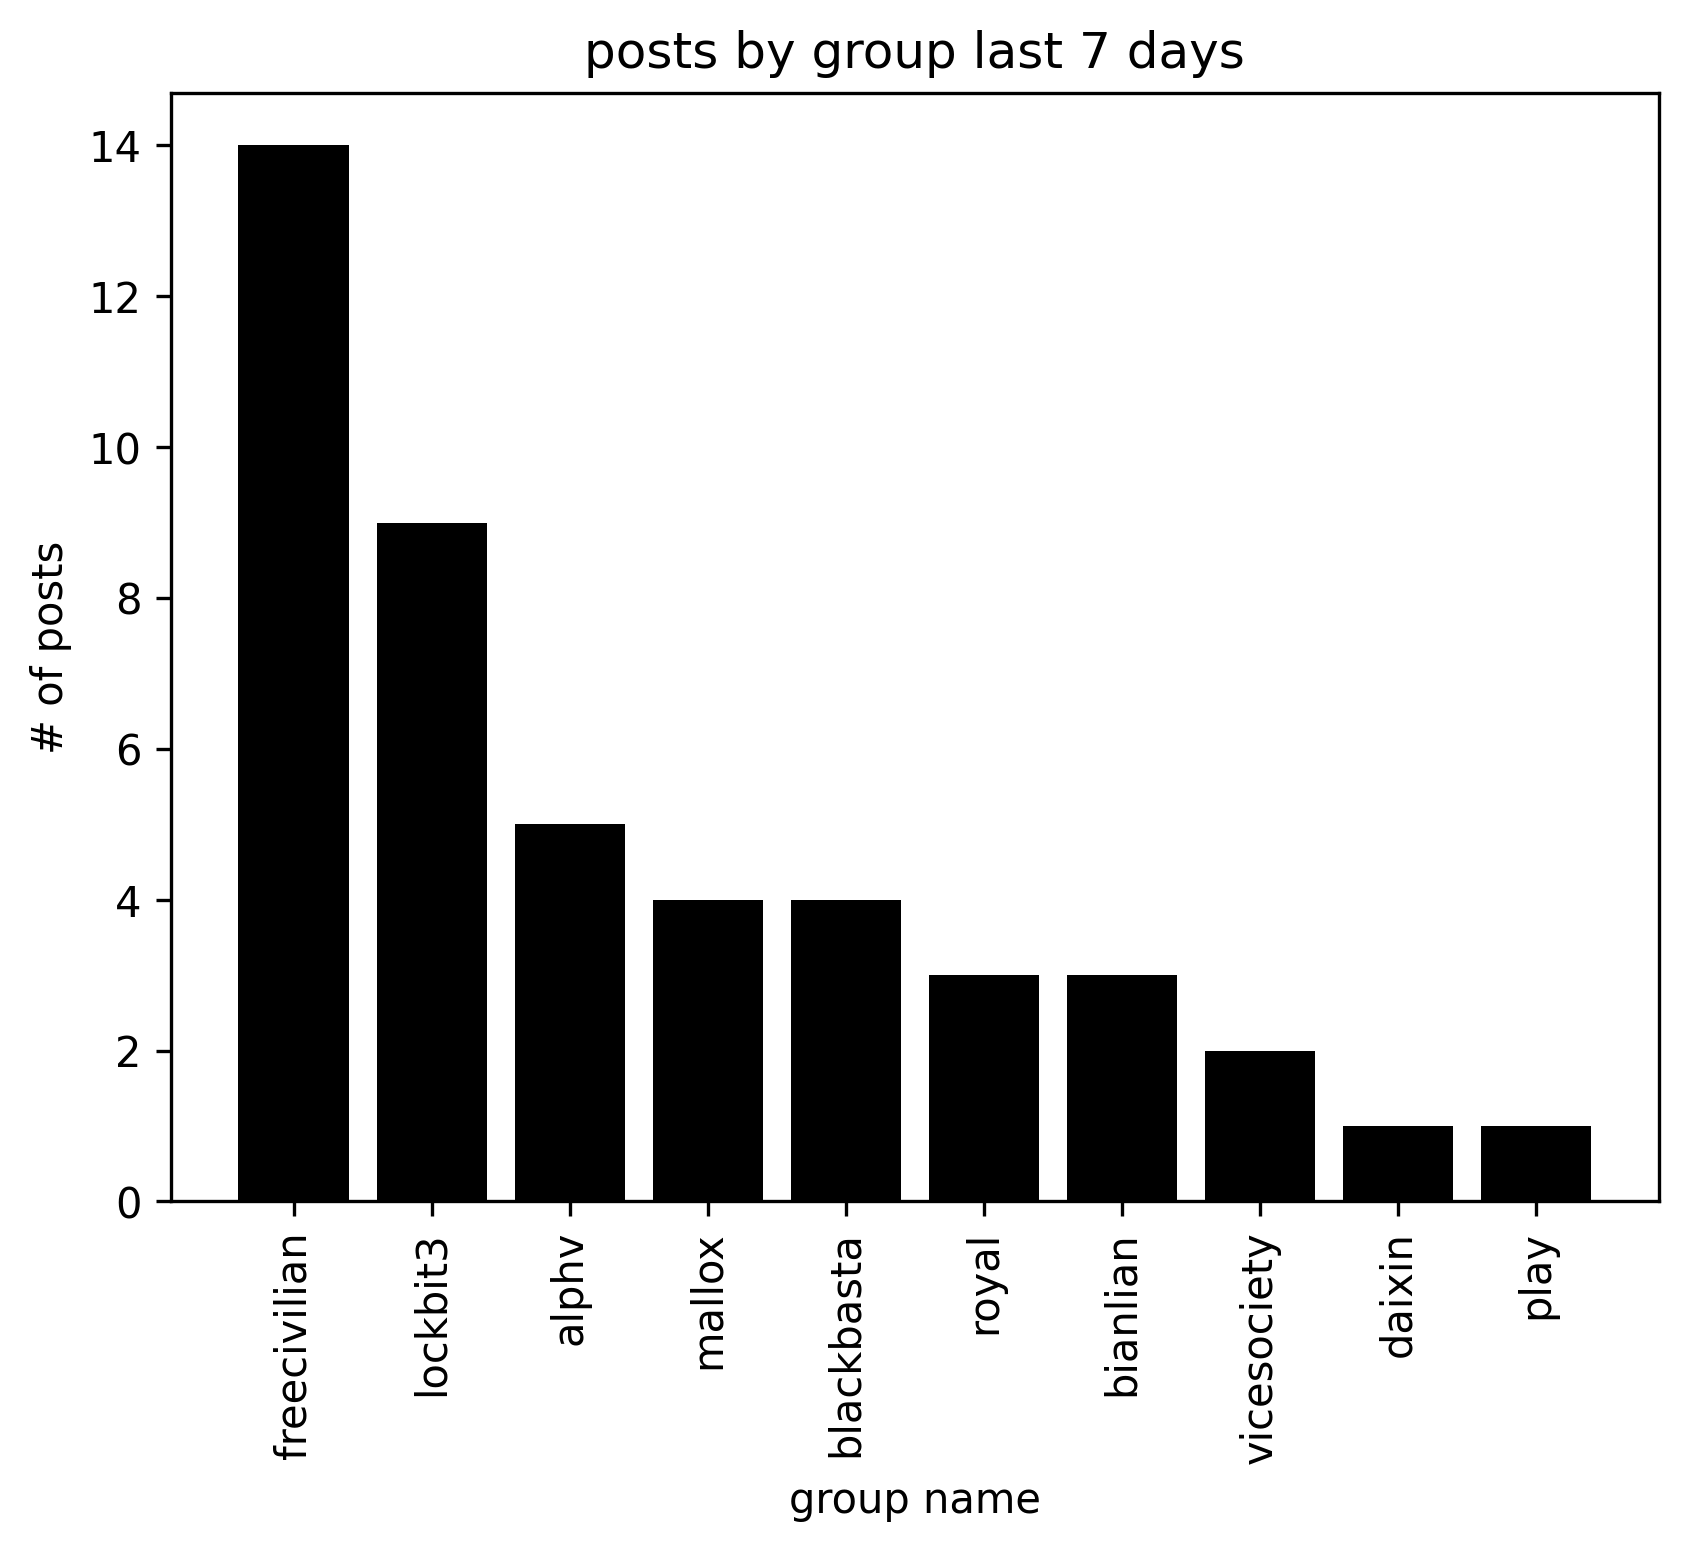 posts by group last 7 days
14
12
10
8
6
4
2
0
# of posts
freecivilian
lockbit3
alphv
mallox
blackbasta
royal
bianlian
vicesociety
daixin
play
group name